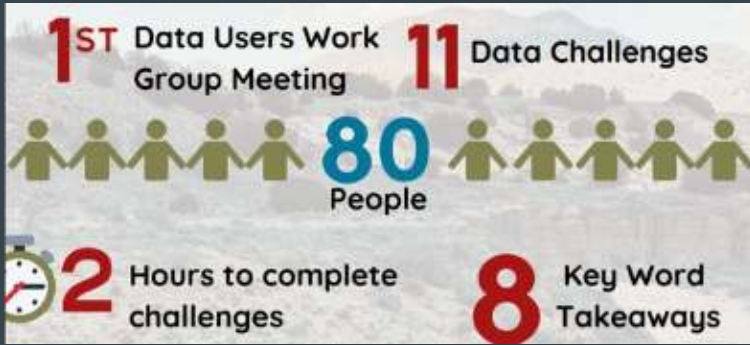 1ST Data Users Work
Group Meeting
11 Data Challenges
80
People
2 Hours to complete
challenges
8 Key Word
Takeaways